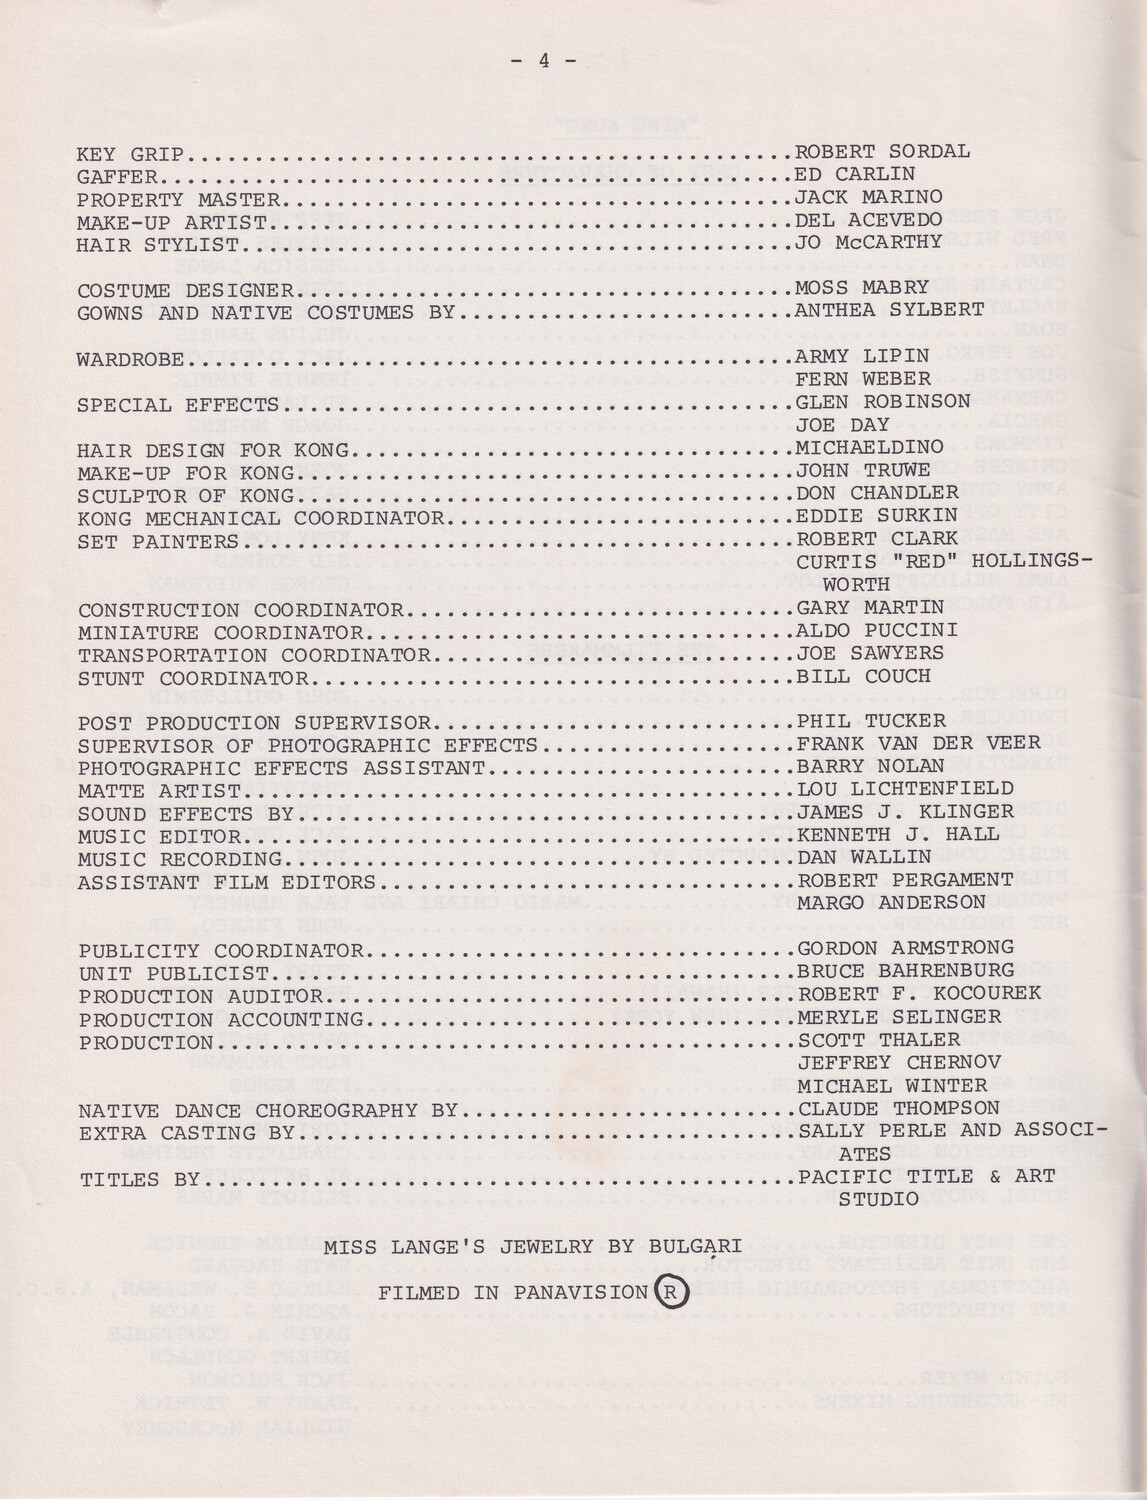 - 4 -
KEY GRIP.............................................ROBERT SORDAL
GAFFER...............................................ED CARLIN
PROPERTY MASTER......................................JACK MARINO
MAKE-UP ARTIST.......................................DEL ACEVEDO
HAIR STYLIST.........................................JO McCARTHY
COSTUME DESIGNER.....................................MOSS MABRY
GOWNS AND NATIVE COSTUMES BY.........................ANTHEA SYLBERT
WARDROBE.............................................ARMY LIPIN
FERN WEBER
SPECIAL EFFECTS......................................GLEN ROBINSON
JOE DAY
HAIR DESIGN FOR KONG.................................MICHAELDINO
MAKE-UP FOR KONG.....................................JOHN TRUWE
SCULPTOR OF KONG.....................................DON CHANDLER
KONG MECHANICAL COORDINATOR..........................EDDIE SURKIN
SET PAINTERS.........................................ROBERT CLARK
CURTIS "RED" HOLLINGS-
WORTH
CONSTRUCTION COORDINATOR.............................GARY MARTIN
MINIATURE COORDINATOR................................ALDO PUCCINI
TRANSPORTATION COORDINATOR...........................JOE SAWYERS
STUNT COORDINATOR....................................BILL COUCH
POST PRODUCTION SUPERVISOR...........................PHIL TUCKER
SUPERVISOR OF PHOTOGRAPHIC EFFECTS...................FRANK VAN DER VEER
PHOTOGRAPHIC EFFECTS ASSISTANT.......................BARRY NOLAN
MATTE ARTIST.........................................LOU LICHTENFIELD
SOUND EFFECTS BY.....................................JAMES J. KLINGER
MUSIC EDITOR.........................................KENNETH J. HALL
MUSIC RECORDING......................................DAN WALLIN
ASSISTANT FILM EDITORS...............................ROBERT PERGAMENT
MARGO ANDERSON
PUBLICITY COORDINATOR................................GORDON ARMSTRONG
UNIT PUBLICIST.......................................BRUCE BAHRENBURG
PRODUCTION AUDITOR...................................ROBERT F. KOCOUREK
PRODUCTION ACCOUNTING................................MERYLE SELINGER
PRODUCTION...........................................SCOTT THALER
JEFFREY CHERNOV
MICHAEL WINTER
NATIVE DANCE CHOREOGRAPHY BY.........................CLAUDE THOMPSON
EXTRA CASTING BY.....................................SALLY PERLE AND ASSOCI-
ATES
TITLES BY............................................PACIFIC TITLE & ART
STUDIO
MISS LANGE'S JEWELRY BY BULGARI
FILMED IN PANAVISION Ⓡ